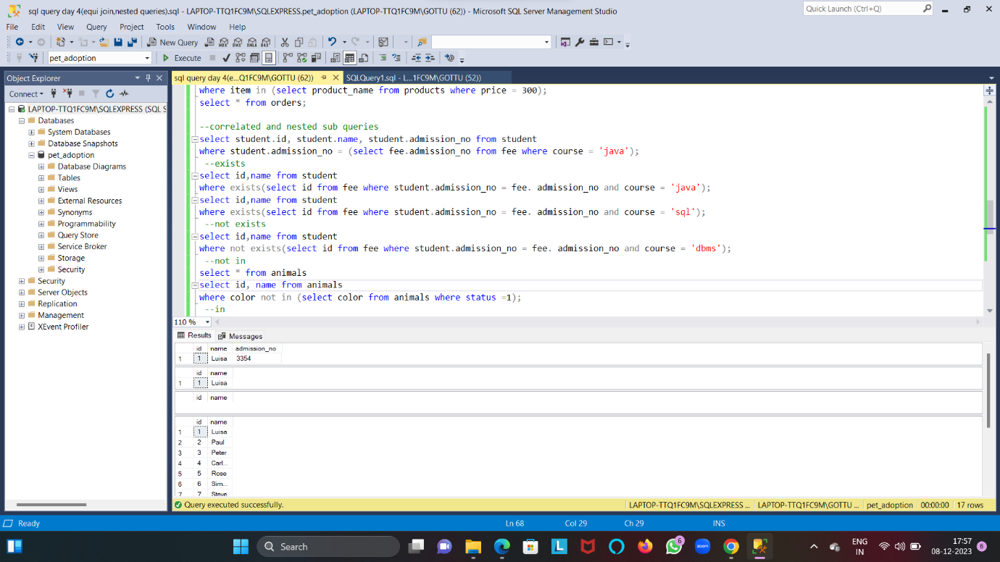 sql query day 4(equi join,nested queries).sql - LAPTOP-TTQ1FC9M\SQLEXPRESS.pet_adoption (LAPTOP-TTQ1FC9M\GOTTU (62)) - Microsoft SQL Server Management Studio
Quick Launch (Ctrl+Q)
File Edit View Query Project Tools Window Help
New Query
pet_adoption
Execute
Object Explorer
sql query day 4(e...Q1FC9M\GOTTU (62))
SQLQuery1.sql - L...1FC9M\GOTTU (52))
Connect
LAPTOP-TTQ1FC9M\SQLEXPRESS (SQL S
Databases
System Databases
Database Snapshots
pet_adoption
Database Diagrams
Tables
Views
External Resources
Synonyms
Programmability
Query Store
Service Broker
Storage
Security
Security
Server Objects
Replication
Management
XEvent Profiler
where item in (select product_name from products where price = 300);
select * from orders;
--correlated and nested sub queries
select student.id, student.name, student.admission_no from student
where student.admission_no = (select fee.admission_no from fee where course = 'java');
--exists
select id,name from student
where exists(select id from fee where student.admission_no = fee. admission_no and course = 'java');
select id,name from student
where exists(select id from fee where student.admission_no = fee. admission_no and course = 'sql');
--not exists
select id,name from student
where not exists(select id from fee where student.admission_no = fee. admission_no and course = 'dbms');
--not in
select * from animals
select id, name from animals
where color not in (select color from animals where status =1);
--in
110 %
Results Messages
id name admission_no
1 1 Luisa 3354
id name
1 1 Luisa
id name
id name
1 1 Luisa
2 2 Paul
3 3 Peter
4 4 Carl...
5 5 Rose
6 6 Sim...
7 7 Steve
Query executed successfully.
LAPTOP-TTQ1FC9M\SQLEXPRESS ... LAPTOP-TTQ1FC9M\GOTTU ... pet_adoption 00:00:00 17 rows
Ready
Ln 68 Col 29 Ch 29 INS
Search
L
6
zoom
ENG
IN
17:57
08-12-2023
6